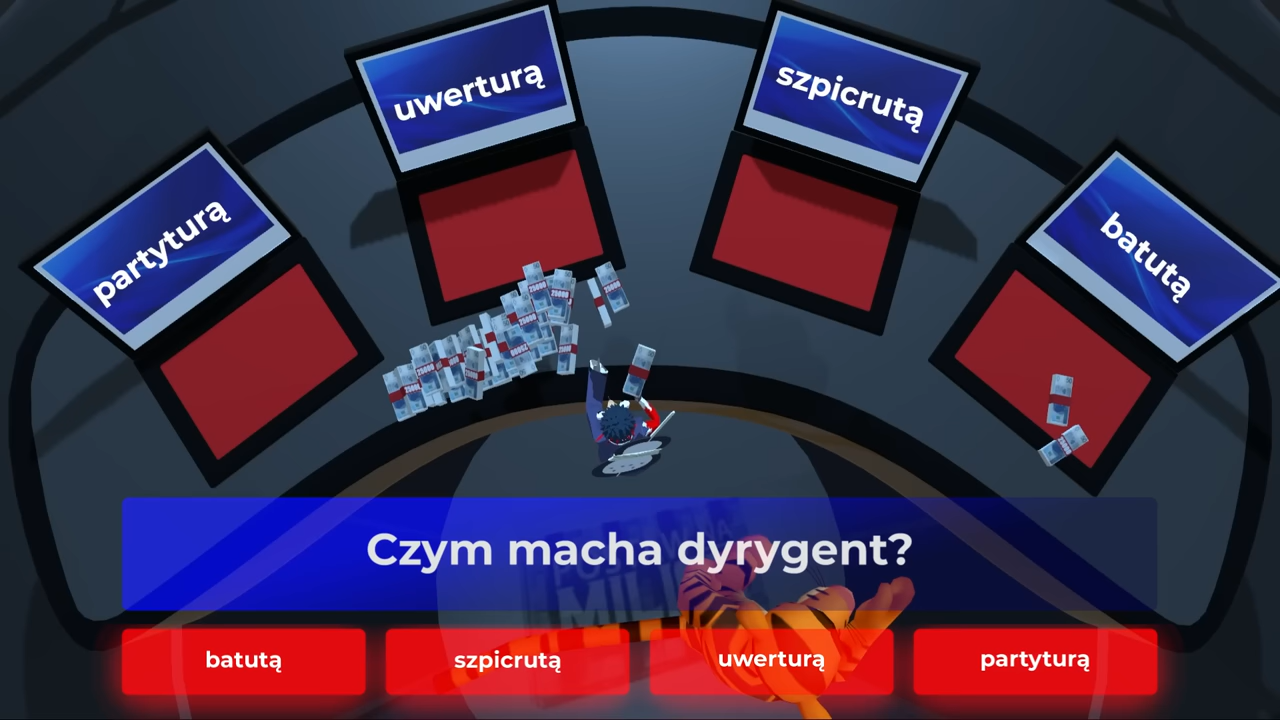 uwerturą
szpicrutą
partyturą
batutą
Czym macha dyrygent?
batutą
szpicrutą
uwerturą
partyturą